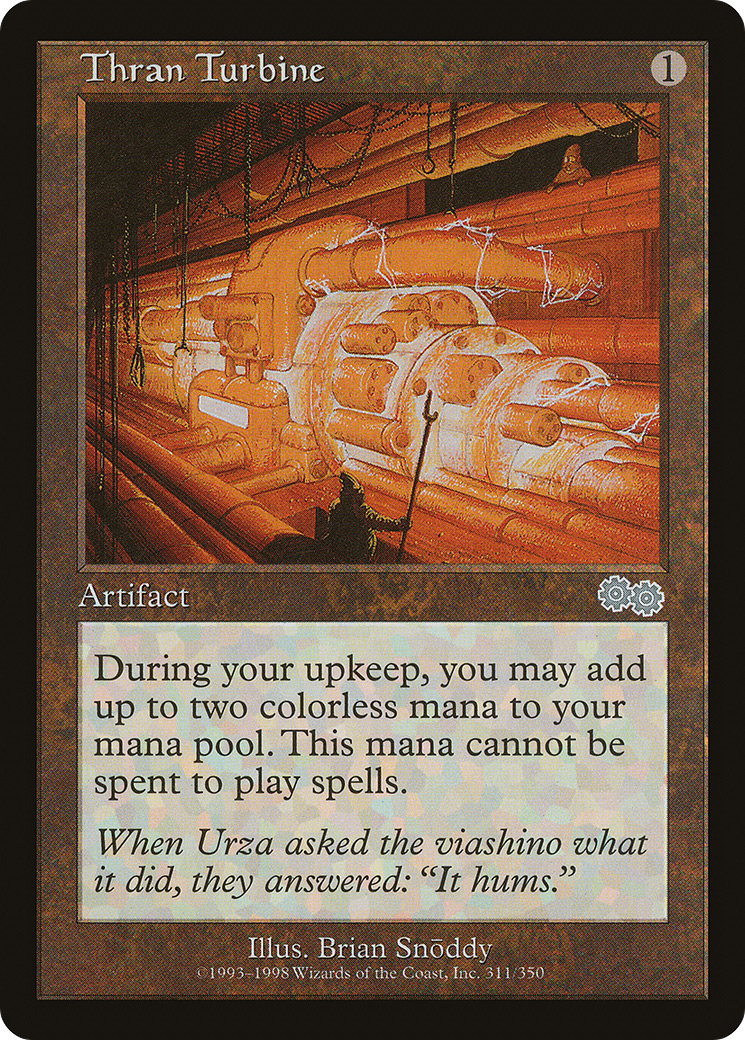 Thran Turbine
1
Artifact
During your upkeep, you may add
up to two colorless mana to your
mana pool. This mana cannot be
spent to play spells.
When Urza asked the viashino what
it did, they answered: “It hums.”
Illus. Brian Snōddy
©1993–1998 Wizards of the Coast, Inc. 311/350